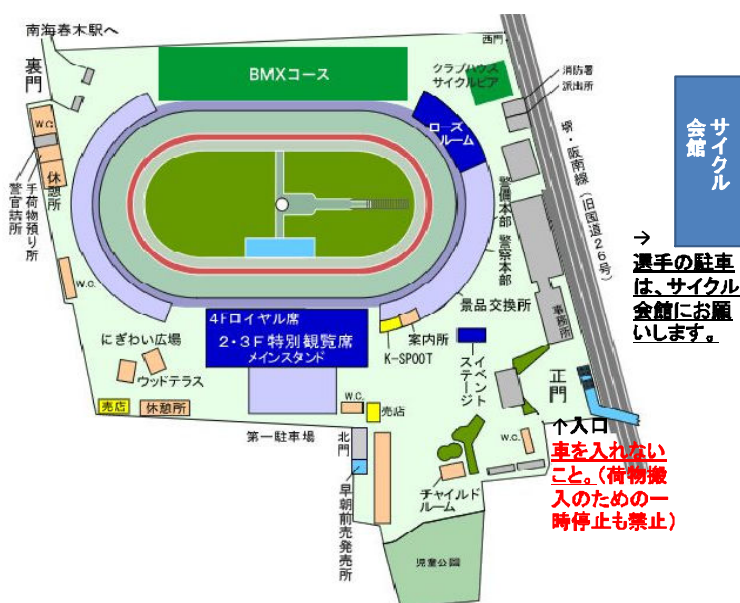 南海春木駅へ
裏門
BMXコース
西門
クラブハウス
サイクルピア
消防署
派出所
サイクル
会館
W.C.
休憩所
手荷物預り所
警官詰所
ローズ
ルーム
堺・阪南線(旧国道26号)
警備本部
警察本部
→
選手の駐車
は、サイクル
会館にお願
いします。
W.C.
景品交換所
4Fロイヤル席
2・3F特別観覧席
メインスタンド
案内所
K-SPOOT
事務所
にぎわい広場
ウッドテラス
イベント
ステージ
正門
売店
休憩所
W.C.
売店
第一駐車場
北門
W.C.
↑入口
車を入れない
こと。(荷物搬
入のための一
時停止も禁止)
早朝前売発売所
チャイルド
ルーム
児童公園